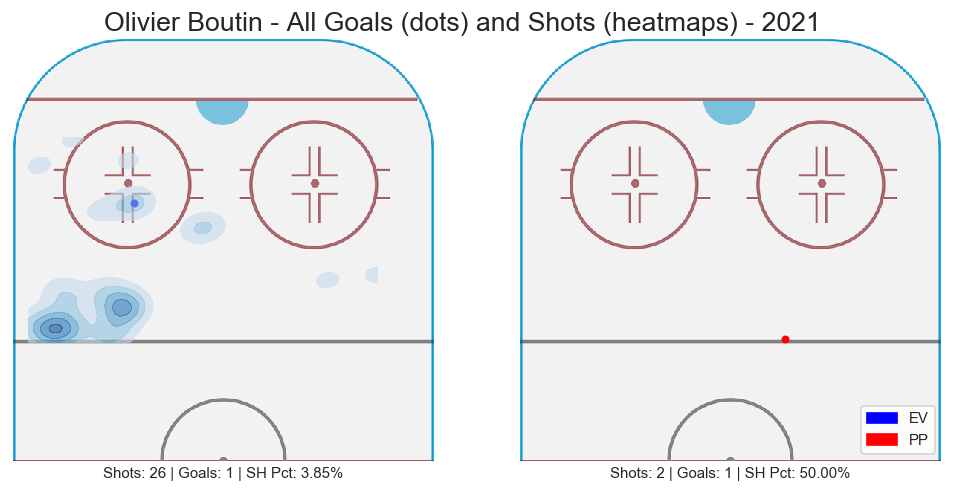 Olivier Boutin - All Goals (dots) and Shots (heatmaps) - 2021
EV
PP
Shots: 26 | Goals: 1 | SH Pct: 3.85%
Shots: 2 | Goals: 1 | SH Pct: 50.00%